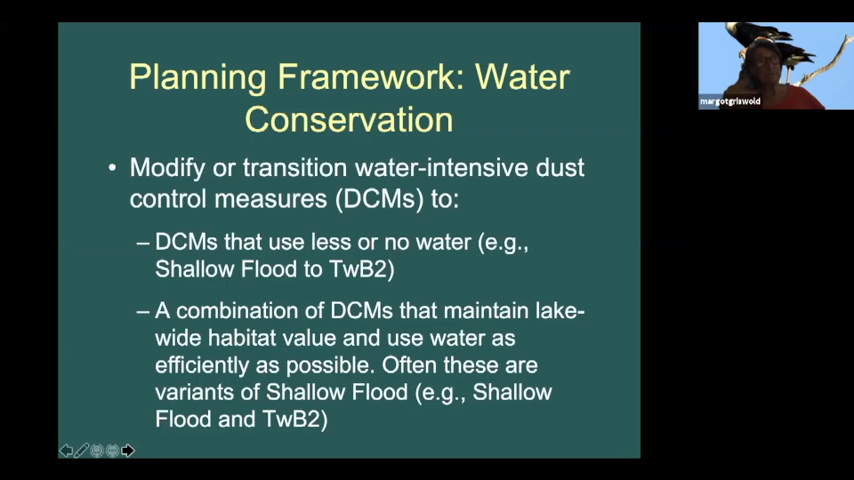 Planning Framework: Water
Conservation
• Modify or transition water-intensive dust
control measures (DCMs) to:
– DCMs that use less or no water (e.g.,
Shallow Flood to TwB2)
– A combination of DCMs that maintain lake-
wide habitat value and use water as
efficiently as possible. Often these are
variants of Shallow Flood (e.g., Shallow
Flood and TwB2)
margotgriswold